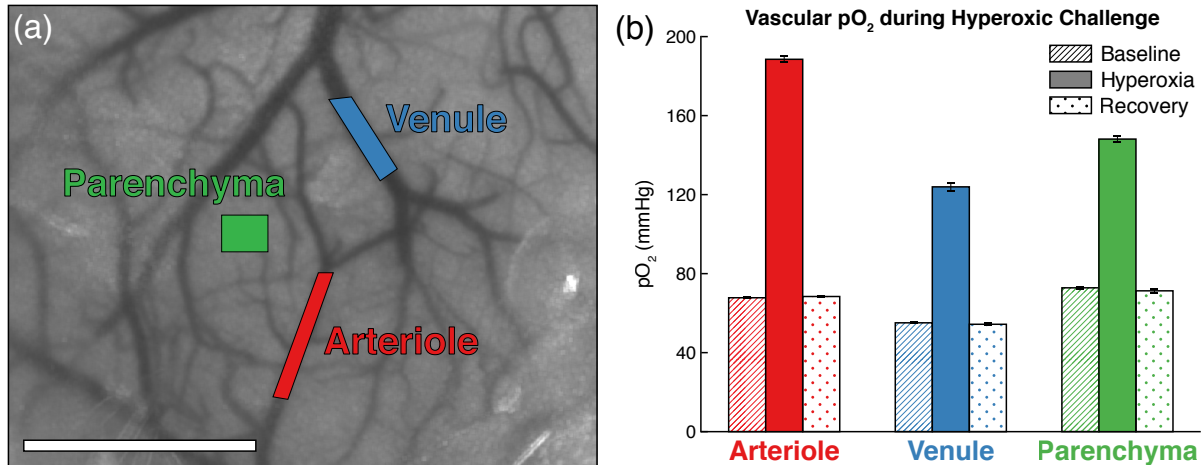 (a)
Venule
Parenchyma
Arteriole
(b)
Vascular pO₂ during Hyperoxic Challenge
Baseline
Hyperoxia
Recovery
pO₂ (mmHg)
200
160
120
80
40
0
Arteriole
Venule
Parenchyma